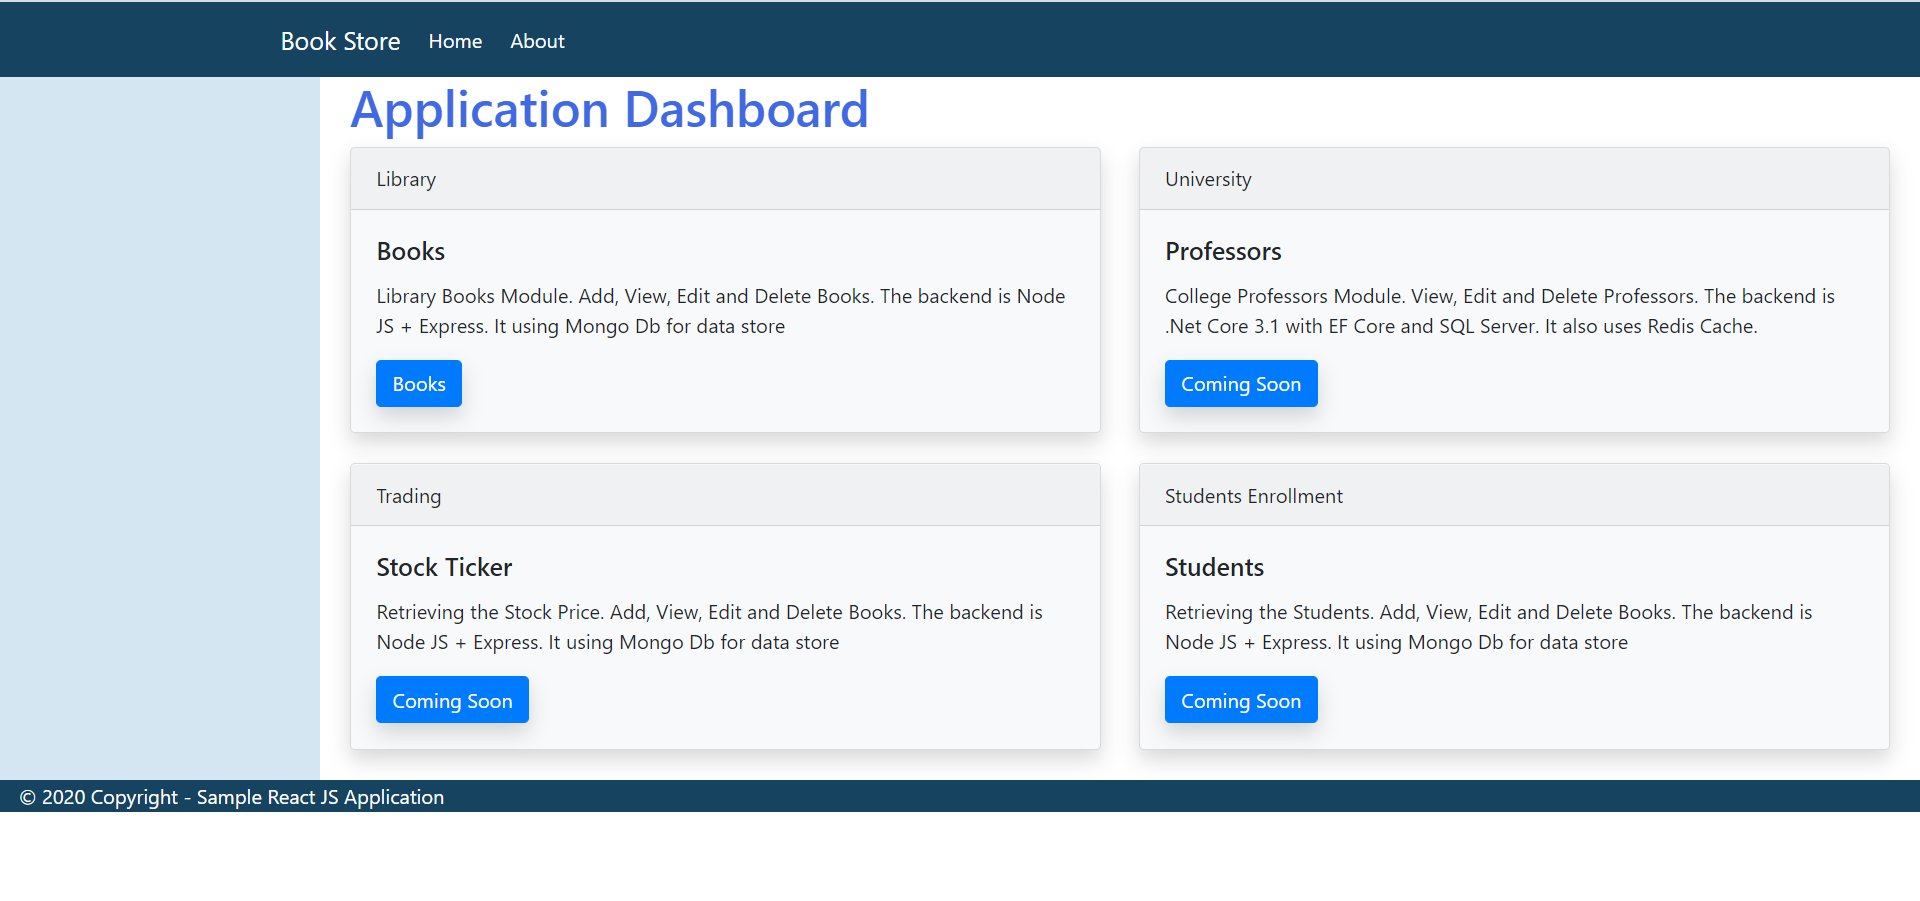 Book Store Home About
Application Dashboard
Library
Books
Library Books Module. Add, View, Edit and Delete Books. The backend is Node
JS + Express. It using Mongo Db for data store
Books
University
Professors
College Professors Module. View, Edit and Delete Professors. The backend is
.Net Core 3.1 with EF Core and SQL Server. It also uses Redis Cache.
Coming Soon
Trading
Stock Ticker
Retrieving the Stock Price. Add, View, Edit and Delete Books. The backend is
Node JS + Express. It using Mongo Db for data store
Coming Soon
Students Enrollment
Students
Retrieving the Students. Add, View, Edit and Delete Books. The backend is
Node JS + Express. It using Mongo Db for data store
Coming Soon
© 2020 Copyright - Sample React JS Application